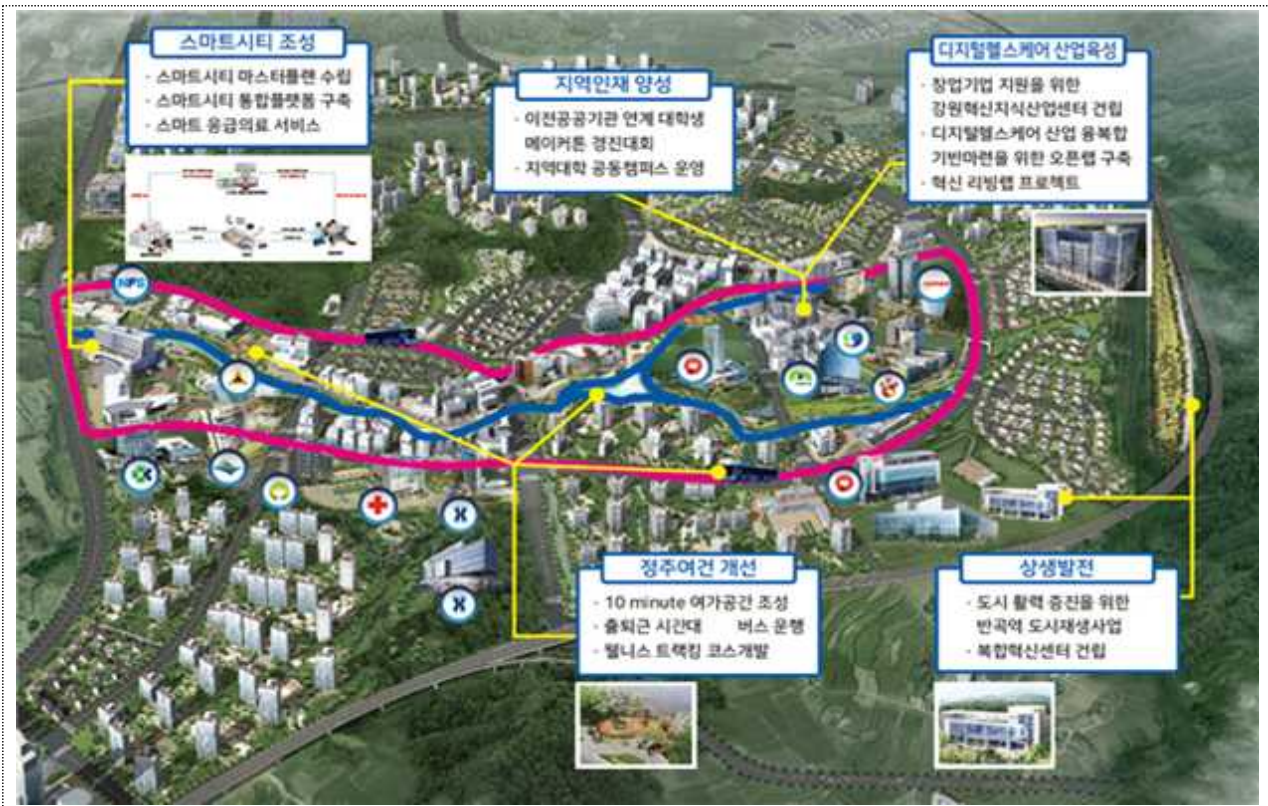 스마트시티 조성
· 스마트시티 마스터플랜 수립
· 스마트시티 통합플랫폼 구축
· 스마트 응급의료 서비스
지역인재 양성
· 이전공공기관 연계 대학생
메이커톤 경진대회
· 지역대학 공동캠퍼스 운영
디지털헬스케어 산업육성
· 창업기업 지원을 위한
강원혁신지식산업센터 건립
· 디지털헬스케어 산업 융복합
기반마련을 위한 오픈랩 구축
· 혁신 리빙랩 프로젝트
NPS
정주여건 개선
· 10 minute 여가공간 조성
· 출퇴근 시간대 버스 운행
· 웰니스 트랙킹 코스개발
상생발전
· 도시 활력 증진을 위한
반곡역 도시재생사업
· 복합혁신센터 건립